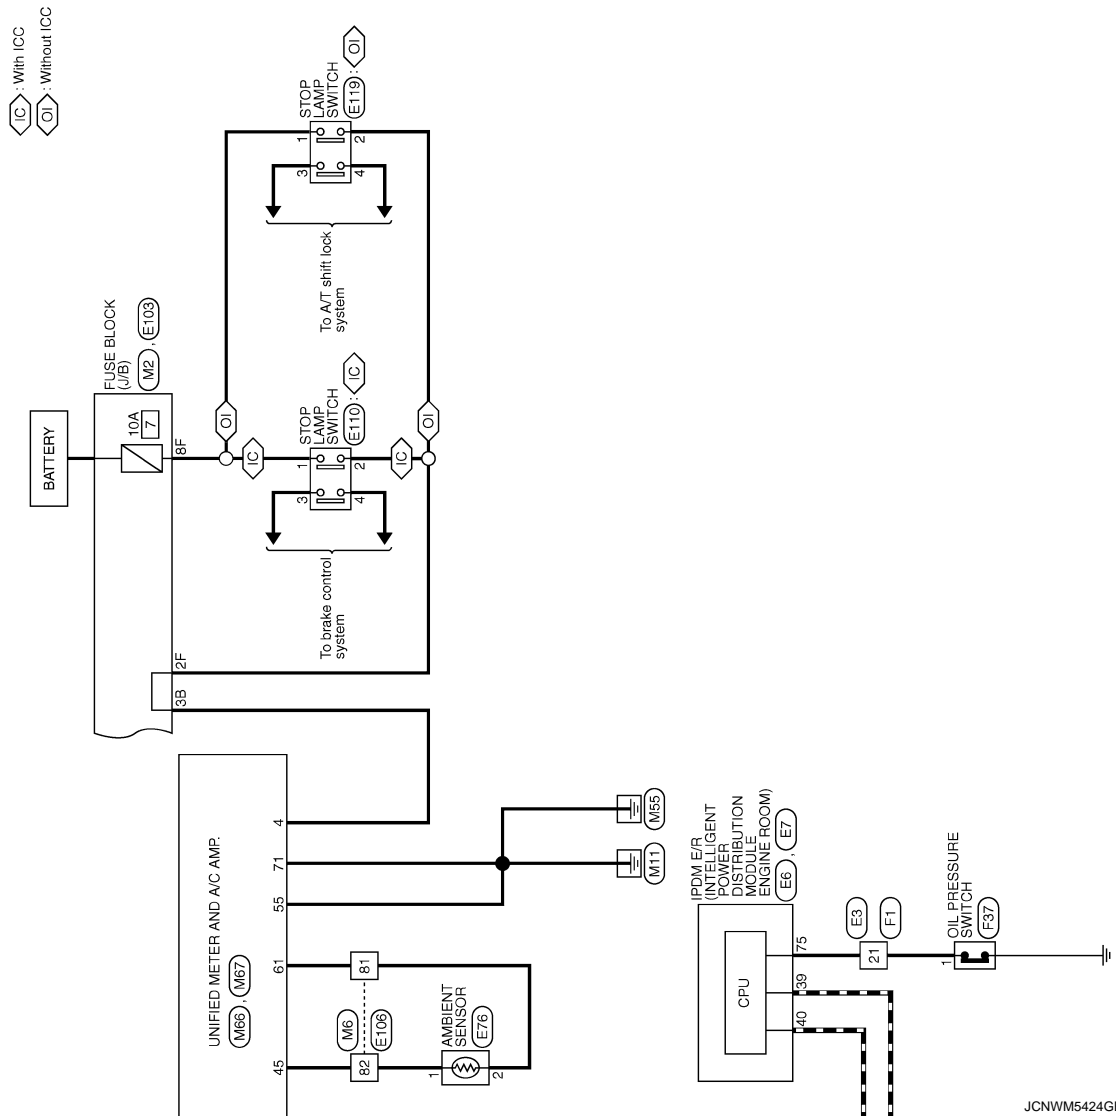 IC : With ICC
OI : Without ICC
BATTERY
FUSE BLOCK
(J/B)
M2 , E103
10A
7
8F
2F
3B
OI
IC
STOP
LAMP
SWITCH
E119 : OI
1
2
3
4
To A/T shift lock
system
STOP
LAMP
SWITCH
E110 : IC
1
2
3
4
IC
OI
To brake control
system
UNIFIED METER AND A/C AMP.
M66 , M67
4
71
55
61
45
M55
M11
81
82
M6
E106
AMBIENT
SENSOR
E76
1
2
IPDM E/R
(INTELLIGENT
POWER
DISTRIBUTION
MODULE
ENGINE ROOM)
E6 , E7
CPU
75
39
40
E3
F1
21
OIL PRESSURE
SWITCH
F37
1
JCNWM5424GI